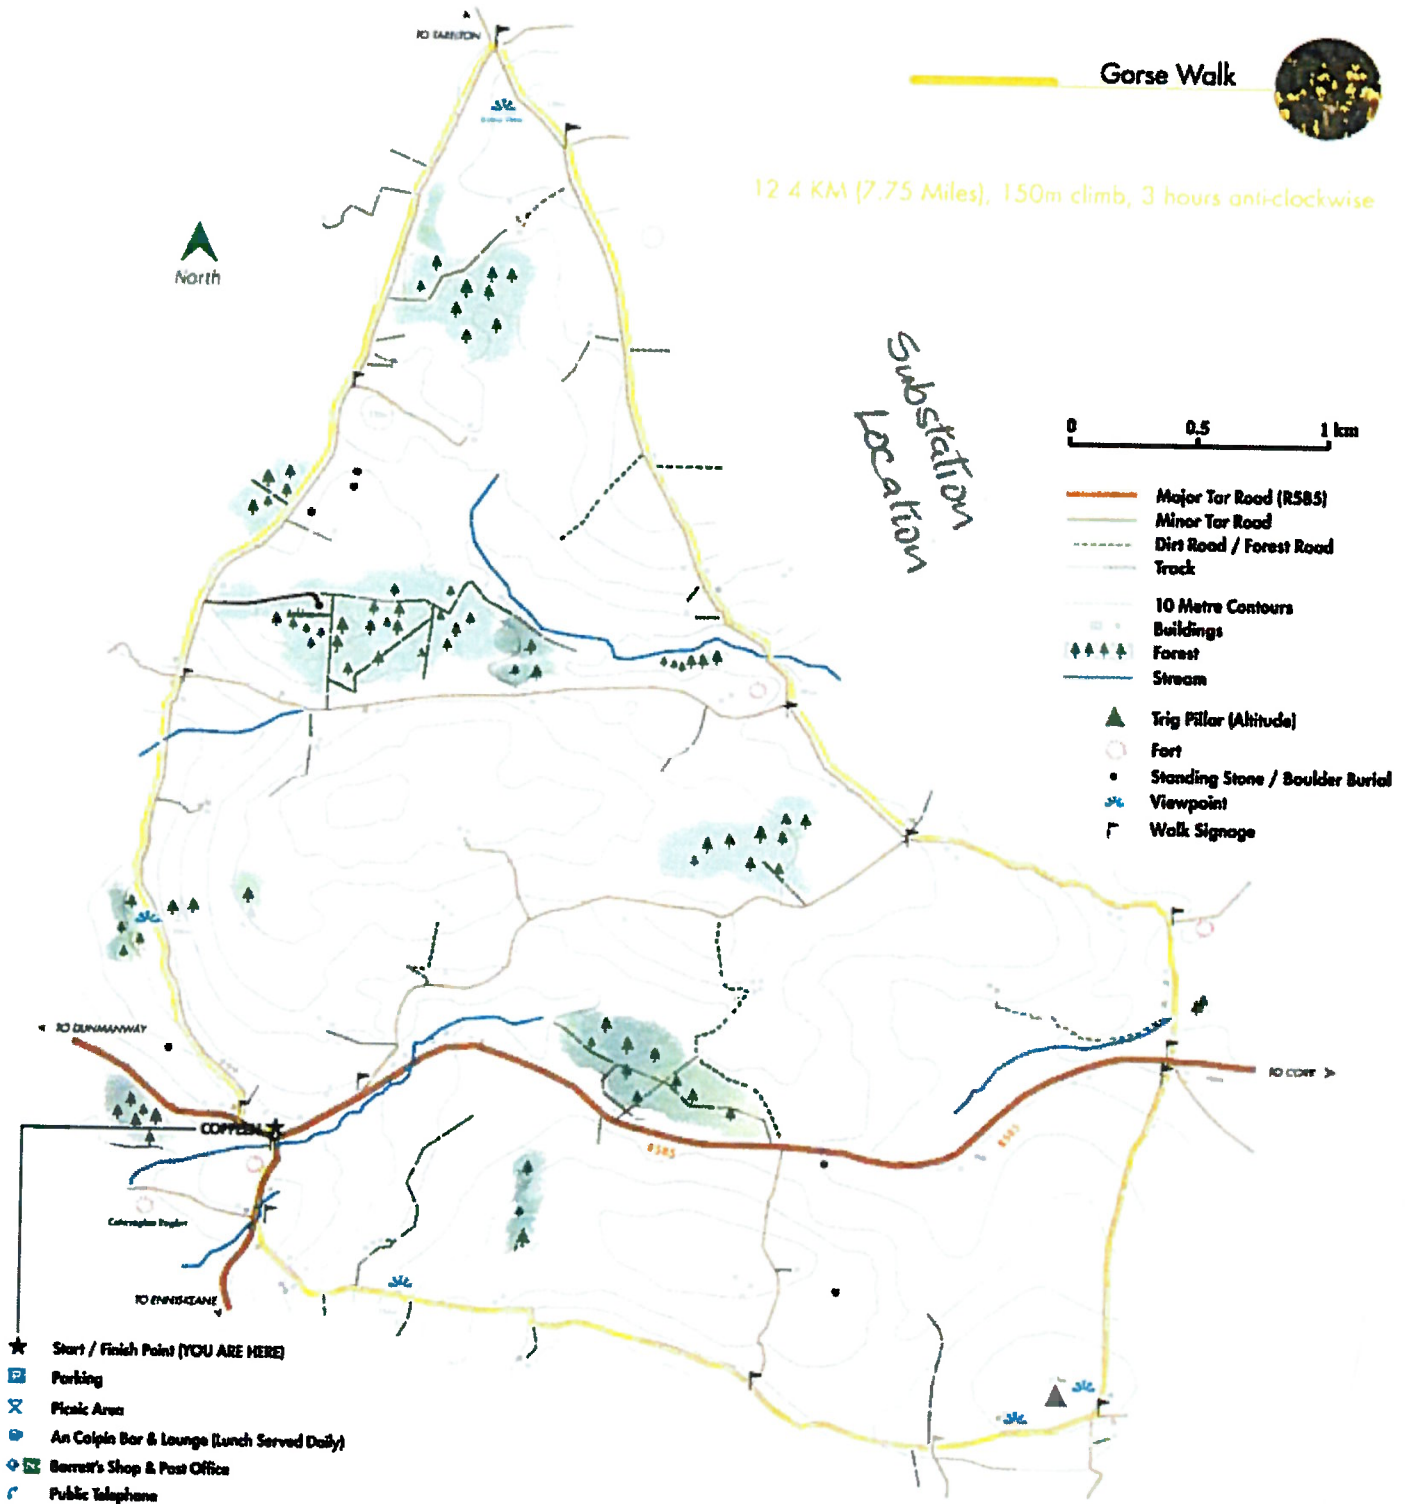 Gorse Walk
12.4 KM (7.75 Miles), 150m climb, 3 hours anti-clockwise
North
Substation
Location
0 0.5 1 km
Major Tar Road (R585)
Minor Tar Road
Dirt Road / Forest Road
Track
10 Metre Contours
Buildings
Forest
Stream
Trig Pillar (Altitude)
Fort
Standing Stone / Boulder Burial
Viewpoint
Walk Signage
TO DUNMANWAY
TO CORK
COPPEEN
R585
R585
TO ENNISKEANE
Start / Finish Point (YOU ARE HERE)
Parking
Picnic Area
An Caipín Bar & Lounge (Lunch Served Daily)
Barrett's Shop & Post Office
Public Telephone